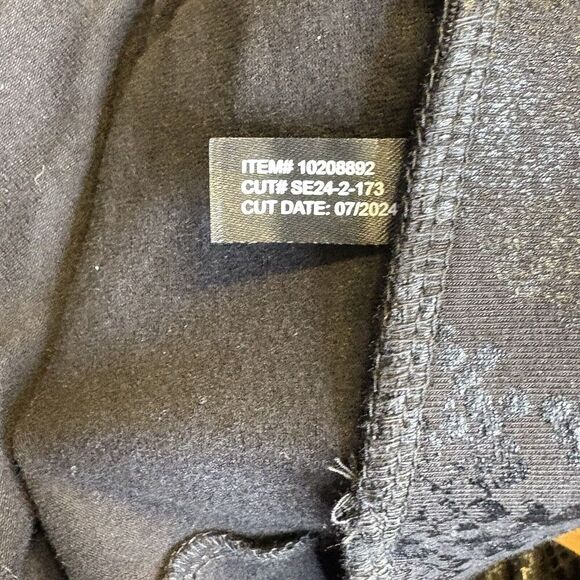 ITEM# 10208892
CUT# SE24-2-173
CUT DATE: 07/2024